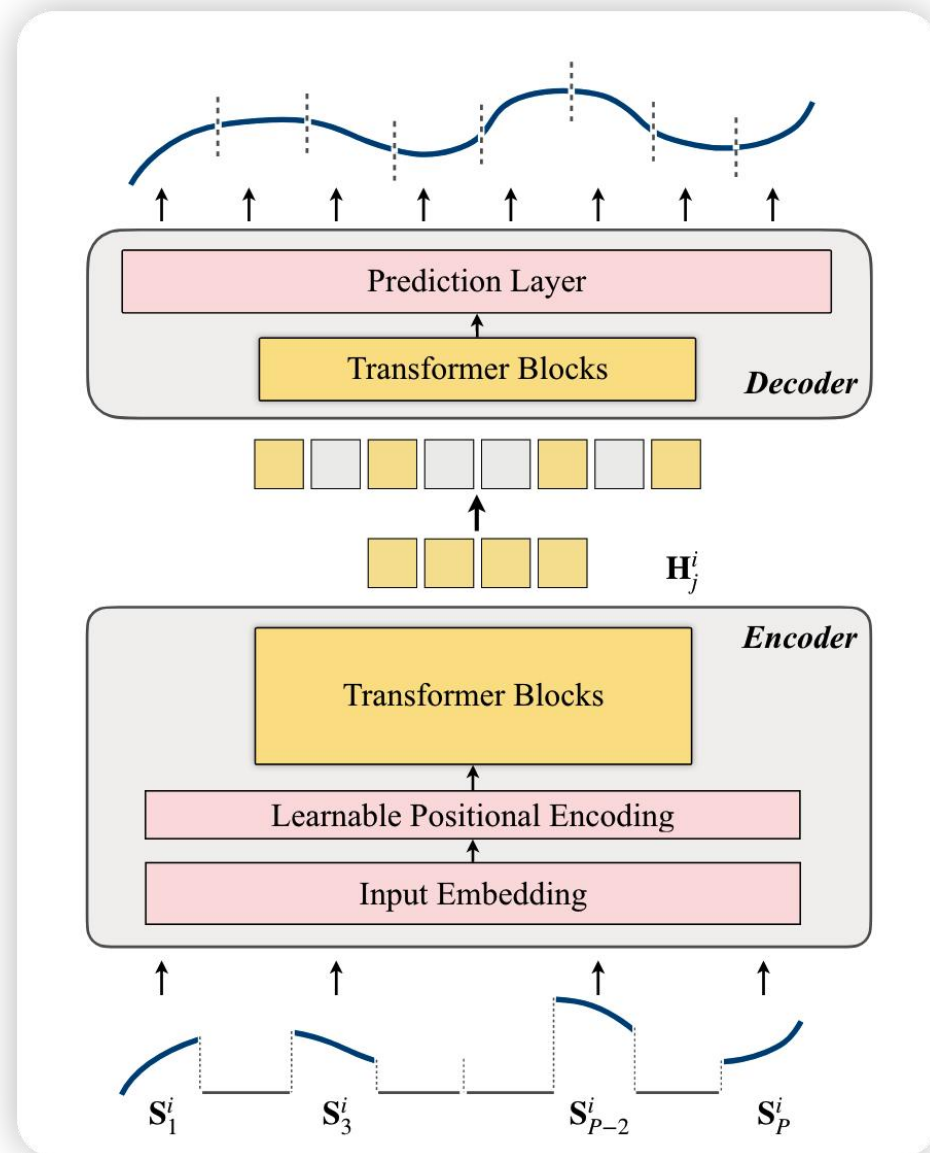 Prediction Layer
Transformer Blocks
Decoder
H^i_j
Encoder
Transformer Blocks
Learnable Positional Encoding
Input Embedding
S^i_1 S^i_3 S^i_{P-2} S^i_P